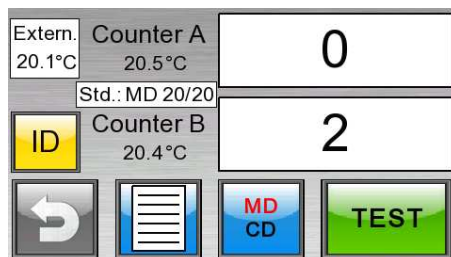 Extern.
20.1°C
Counter A
20.5°C
0
Std.: MD 20/20
ID
Counter B
20.4°C
2
MD
CD
TEST